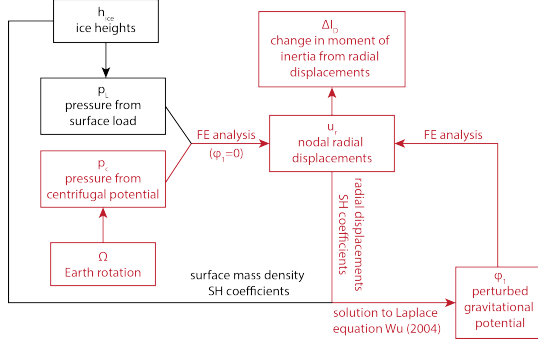 h_ice
ice heights
p_L
pressure from
surface load
p_c
pressure from
centrifugal potential
Ω
Earth rotation
FE analysis
(φ₁=0)
ΔI_D
change in moment of
inertia from radial
displacements
u_r
nodal radial
displacements
FE analysis
radial displacements
SH coefficients
surface mass density
SH coefficients
solution to Laplace
equation Wu (2004)
φ₁
perturbed
gravitational
potential